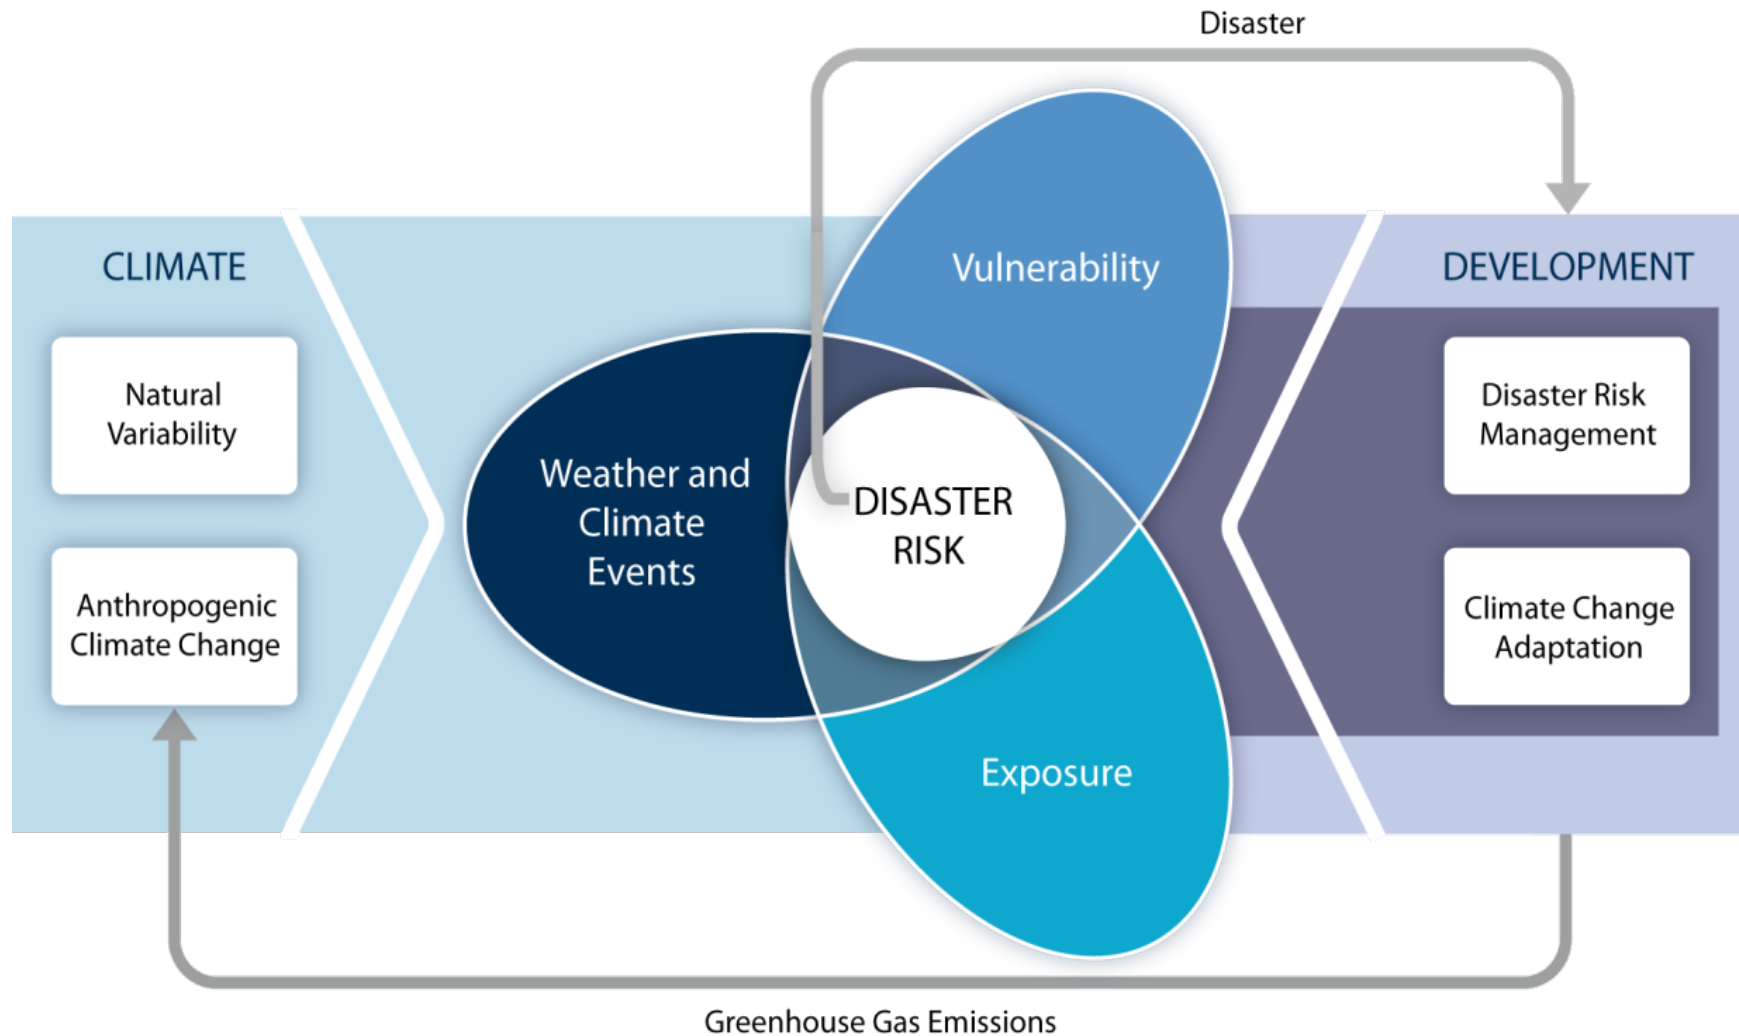 Disaster
CLIMATE
Natural
Variability
Anthropogenic
Climate Change
Weather and
Climate
Events
Vulnerability
DISASTER
RISK
Exposure
DEVELOPMENT
Disaster Risk
Management
Climate Change
Adaptation
Greenhouse Gas Emissions